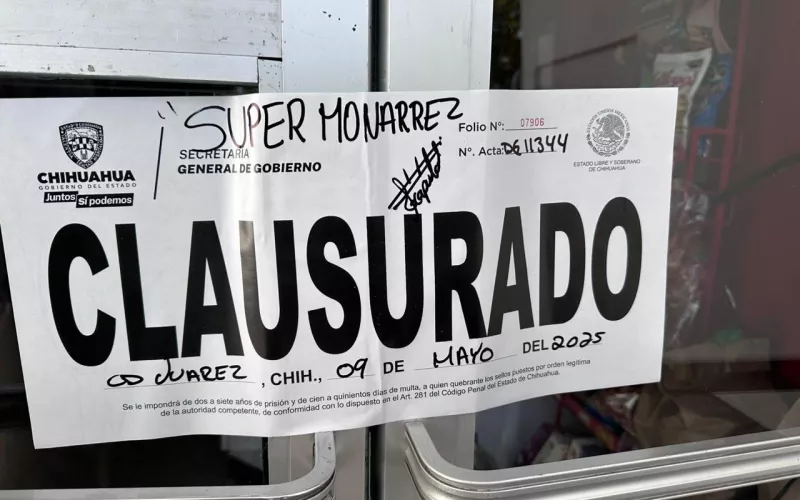 "SUPER MONARREZ
CHIHUAHUA
GOBIERNO DEL ESTADO
Juntos Sí podemos
SECRETARÍA
GENERAL DE GOBIERNO
Folio N°: 07906
N°. Acta: DG11344
ESTADO LIBRE Y SOBERANO
DE CHIHUAHUA
CLAUSURADO
CD JUAREZ, CHIH., 09 DE MAYO DEL 2025
Se le impondrá de dos a siete años de prisión y de cien a quinientos días de multa, a quien quebrante los sellos puestos por orden legítima
de la autoridad competente, de conformidad con lo dispuesto en el Art. 281 del Código Penal del Estado de Chihuahua.